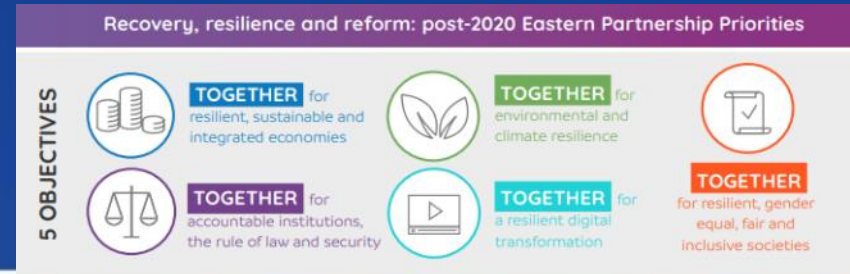 Recovery, resilience and reform: post-2020 Eastern Partnership Priorities
5 OBJECTIVES
TOGETHER for
resilient, sustainable and
integrated economies
TOGETHER for
environmental and
climate resilience
TOGETHER
for resilient, gender
equal, fair and
inclusive societies
TOGETHER for
accountable institutions,
the rule of law and security
TOGETHER for
a resilient digital
transformation